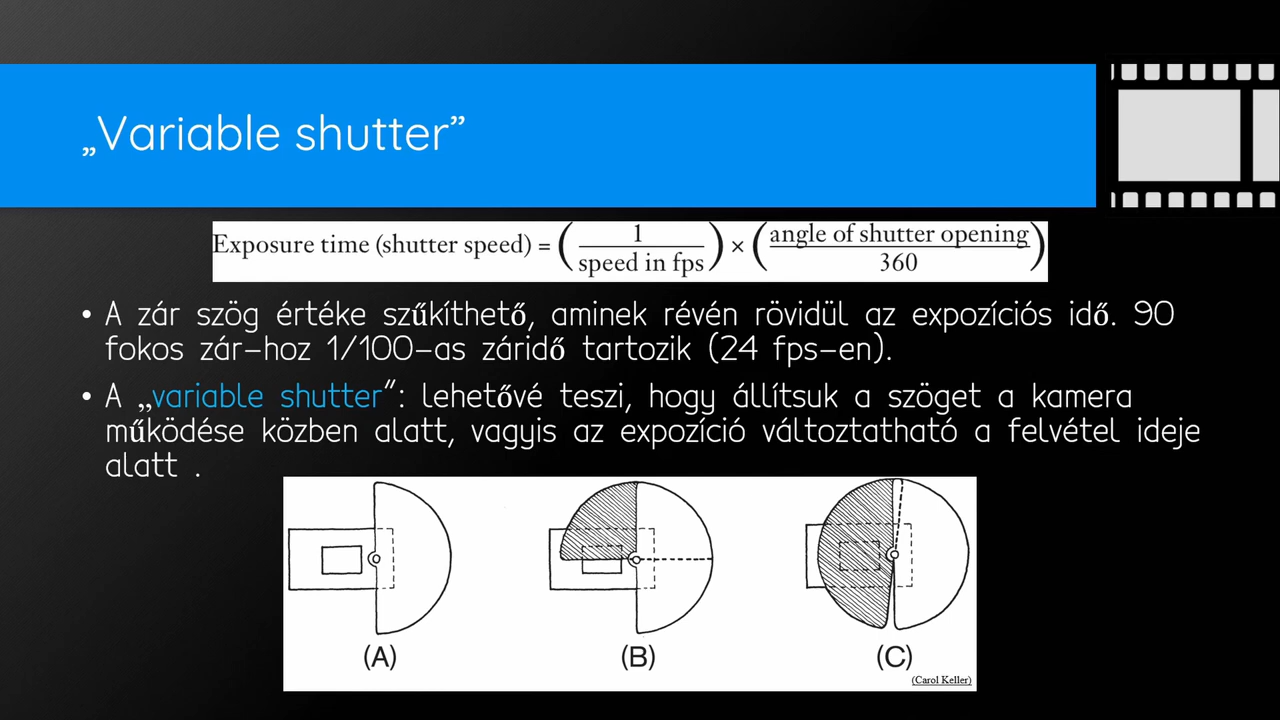 „Variable shutter”
Exposure time (shutter speed) = (1 / speed in fps) × (angle of shutter opening / 360)
• A zár szög értéke szűkíthető, aminek révén rövidül az expozíciós idő. 90
fokos zár-hoz 1/100-as záridő tartozik (24 fps-en).
• A „variable shutter”: lehetővé teszi, hogy állítsuk a szöget a kamera
működése közben alatt, vagyis az expozíció változtatható a felvétel ideje
alatt .
(A) (B) (C)
(Carol Keller)